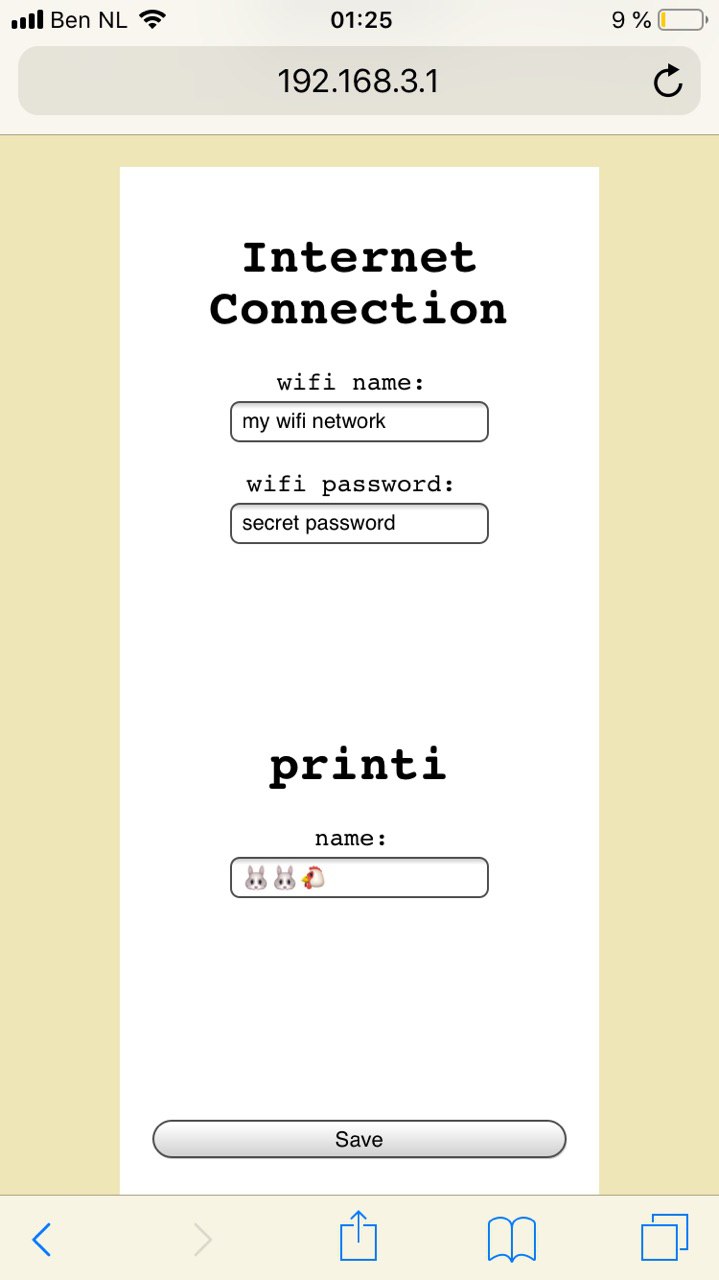 Ben NL 01:25 9 %
192.168.3.1
Internet
Connection
wifi name:
my wifi network
wifi password:
secret password
printi
name:
🐰🐰🐔
Save